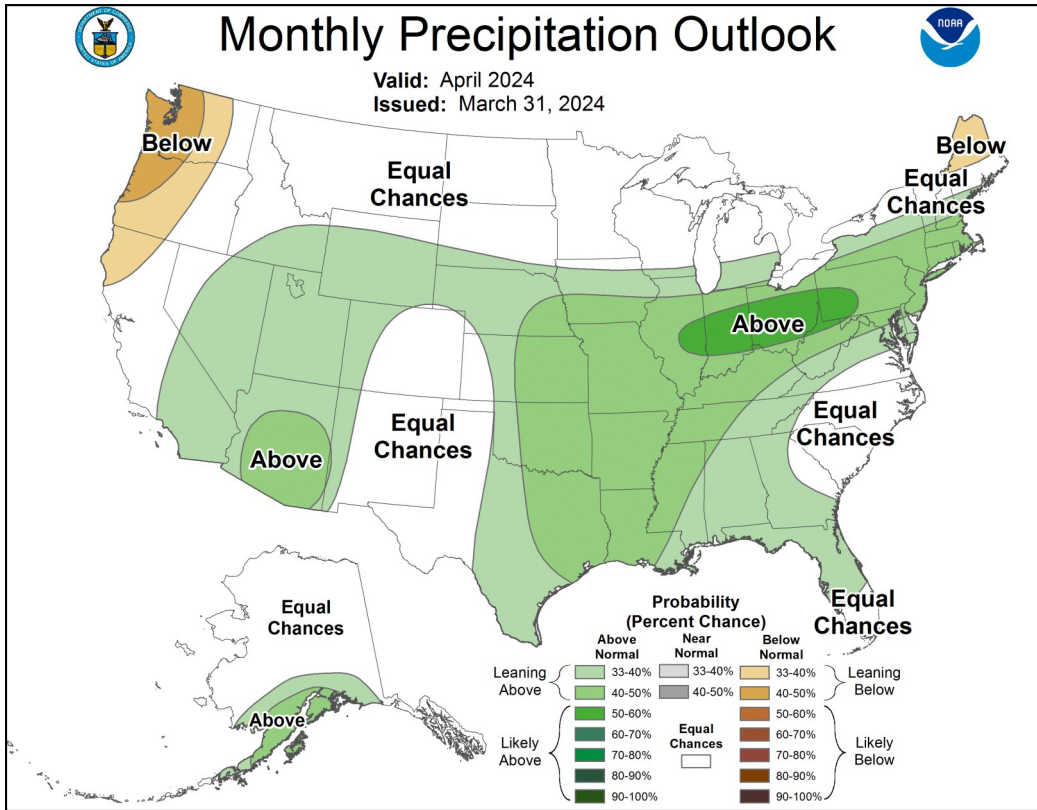 Monthly Precipitation Outlook
NOAA
Valid: April 2024
Issued: March 31, 2024
Below
Equal
Chances
Below
Equal
Chances
Above
Above
Equal
Chances
Equal
Chances
Equal
Chances
Equal
Chances
Above
Probability
(Percent Chance)
Above
Normal
Near
Normal
Below
Normal
Leaning
Above
33-40% 33-40% 33-40%
40-50% 40-50% 40-50%
Leaning
Below
Likely
Above
50-60% 50-60%
60-70% 60-70%
70-80% 70-80%
80-90% 80-90%
90-100% 90-100%
Equal
Chances
Likely
Below